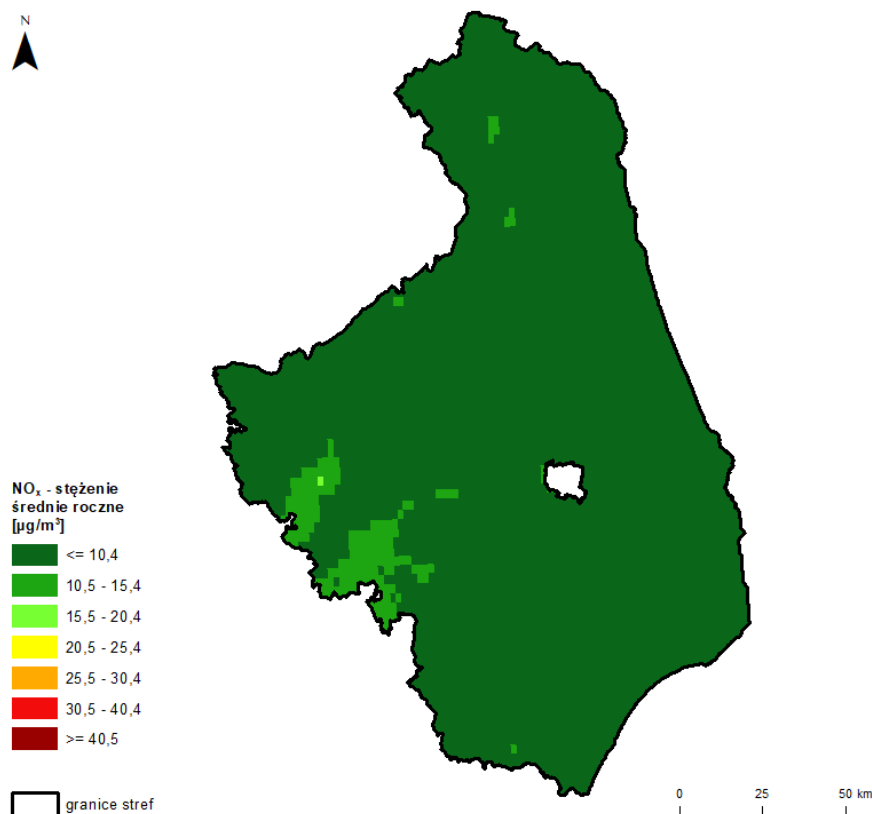 N
NOₓ - stężenie
średnie roczne
[µg/m³]
<= 10,4
10,5 - 15,4
15,5 - 20,4
20,5 - 25,4
25,5 - 30,4
30,5 - 40,4
>= 40,5
granice stref
0 25 50 km